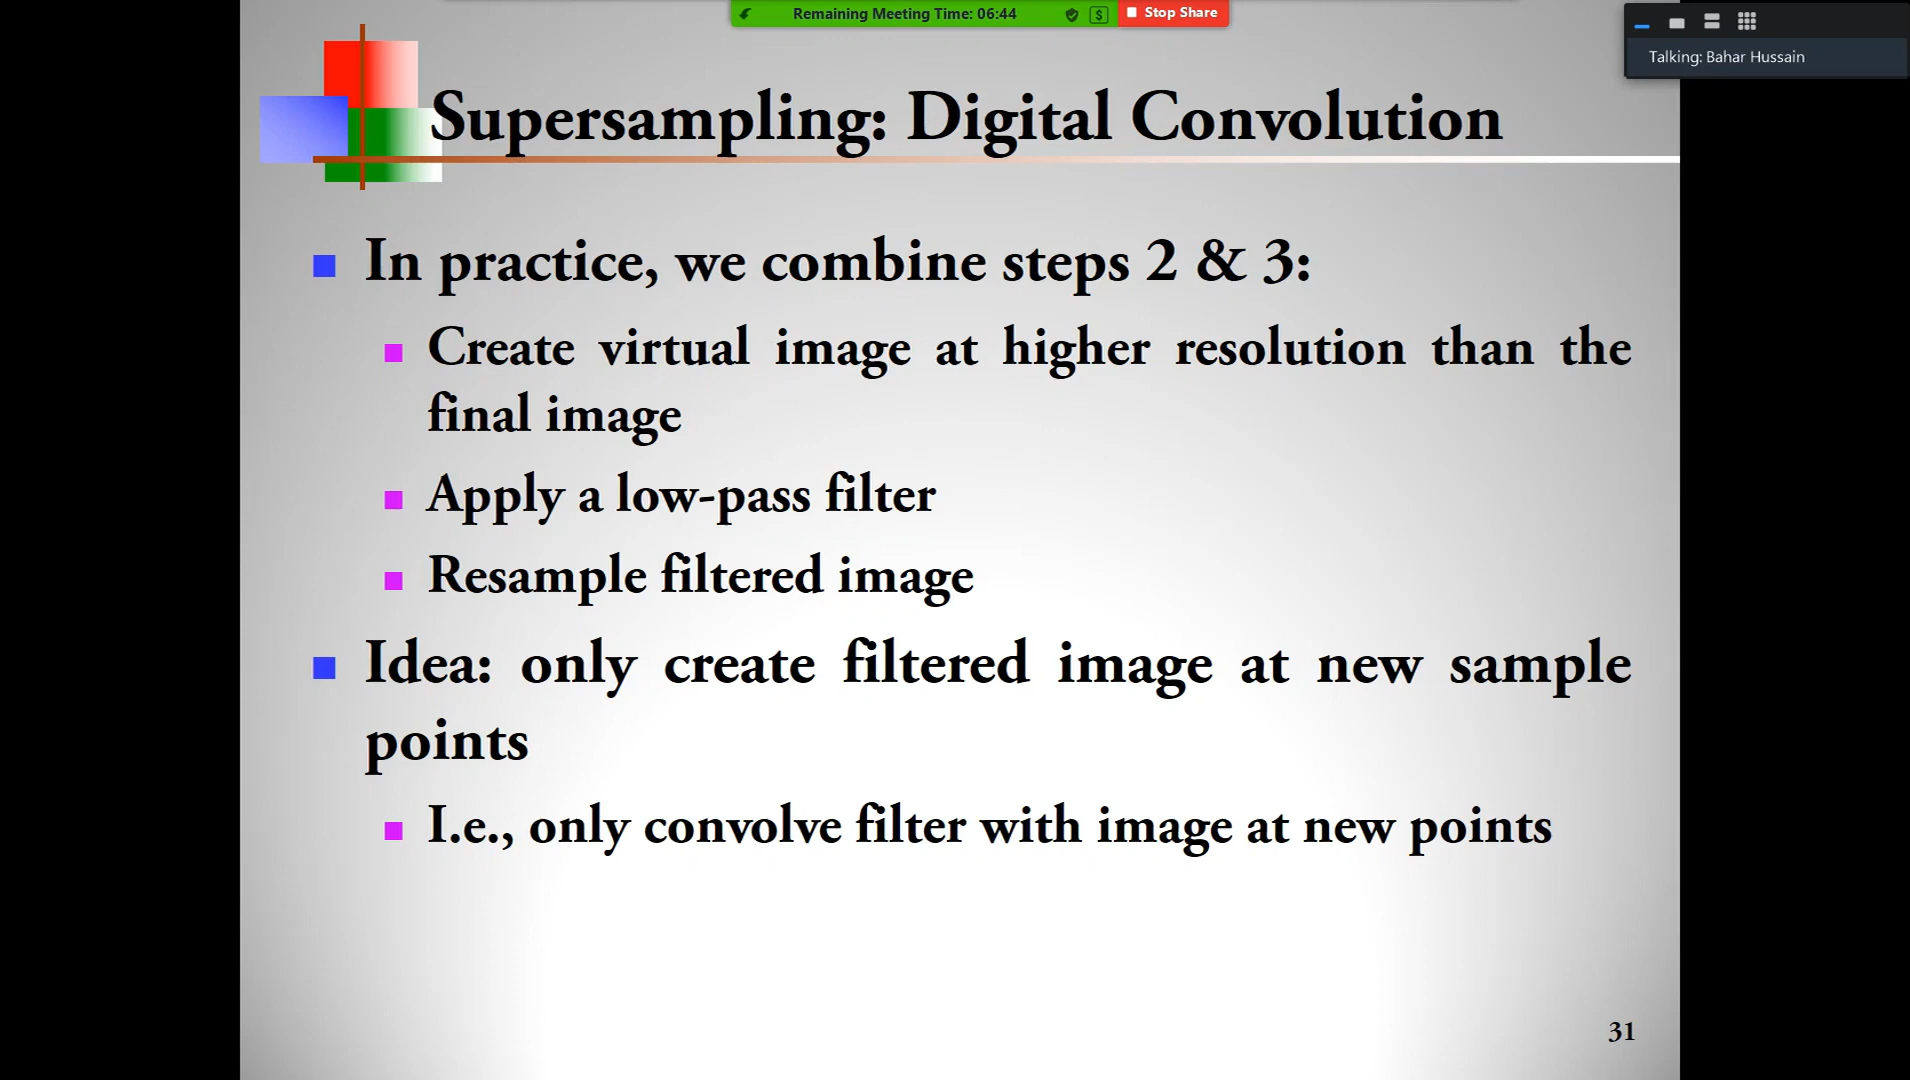 Remaining Meeting Time: 06:44
$
Stop Share
Talking: Bahar Hussain
Supersampling: Digital Convolution
In practice, we combine steps 2 & 3:
Create virtual image at higher resolution than the
final image
Apply a low-pass filter
Resample filtered image
Idea: only create filtered image at new sample
points
I.e., only convolve filter with image at new points
31